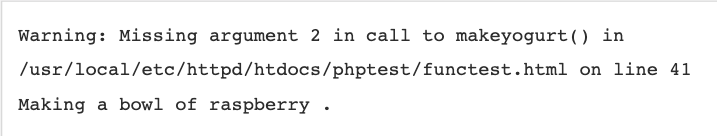 Warning: Missing argument 2 in call to makeyogurt() in
/usr/local/etc/httpd/htdocs/phptest/functest.html on line 41
Making a bowl of raspberry .